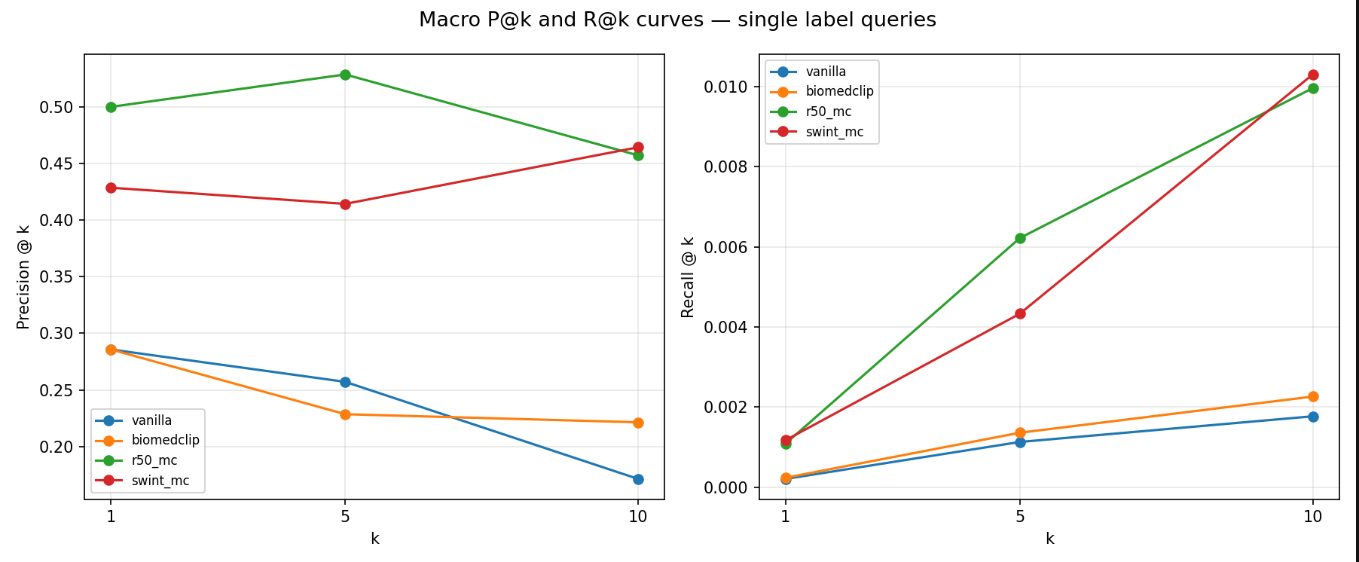 Macro P@k and R@k curves — single label queries
Precision @ k
0.50
0.45
0.40
0.35
0.30
0.25
0.20
vanilla
biomedclip
r50_mc
swint_mc
1
5
10
k
Recall @ k
0.010
0.008
0.006
0.004
0.002
0.000
vanilla
biomedclip
r50_mc
swint_mc
1
5
10
k